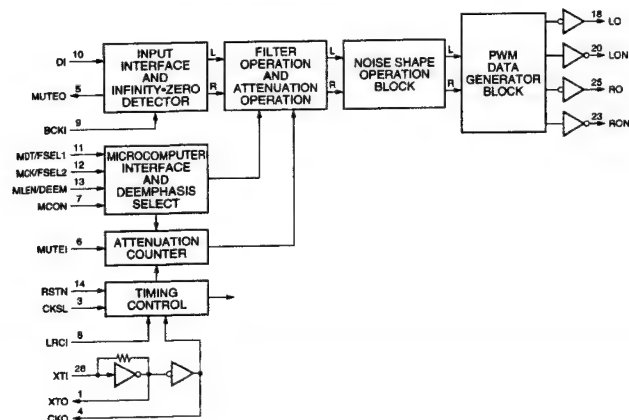 DI 10
MUTEO 5
BCKI 9
INPUT
INTERFACE
AND
INFINITY-ZERO
DETECTOR
L
R
FILTER
OPERATION
AND
ATTENUATION
OPERATION
L
R
NOISE SHAPE
OPERATION
BLOCK
L
R
PWM
DATA
GENERATOR
BLOCK
18 LO
20 LON
25 RO
23 RON
MDT/FSEL1 11
MCK/FSEL2 12
MLEN/DEEM 13
MCON 7
MICROCOMPUTER
INTERFACE
AND
DEEMPHASIS
SELECT
MUTEI 6
ATTENUATION
COUNTER
RSTN 14
CKSL 3
TIMING
CONTROL
LRCI
XTI
XTO 1
CKO 4